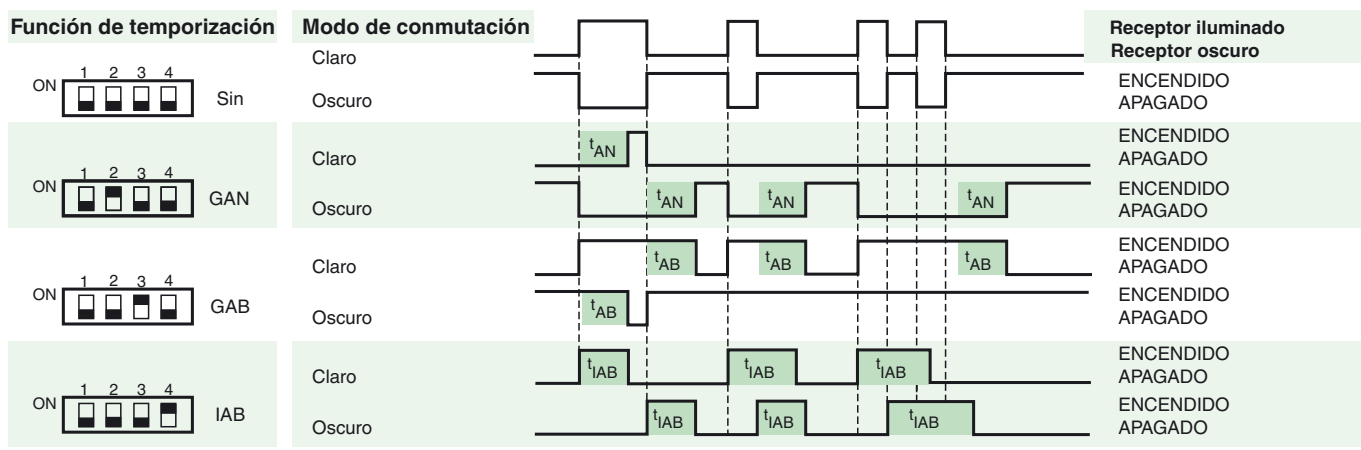 Función de temporización
Modo de conmutación
Receptor iluminado
Receptor oscuro
Claro
ENCENDIDO
APAGADO
ON 1 2 3 4
Sin
Oscuro
ENCENDIDO
APAGADO
Claro
tAN
ON 1 2 3 4
GAN
ENCENDIDO
APAGADO
Oscuro
tAN
tAN
tAN
ENCENDIDO
APAGADO
Claro
tAB
tAB
tAB
ON 1 2 3 4
GAB
ENCENDIDO
APAGADO
Oscuro
tAB
ENCENDIDO
APAGADO
Claro
tIAB
tIAB
tIAB
ON 1 2 3 4
IAB
ENCENDIDO
APAGADO
Oscuro
tIAB
tIAB
tIAB